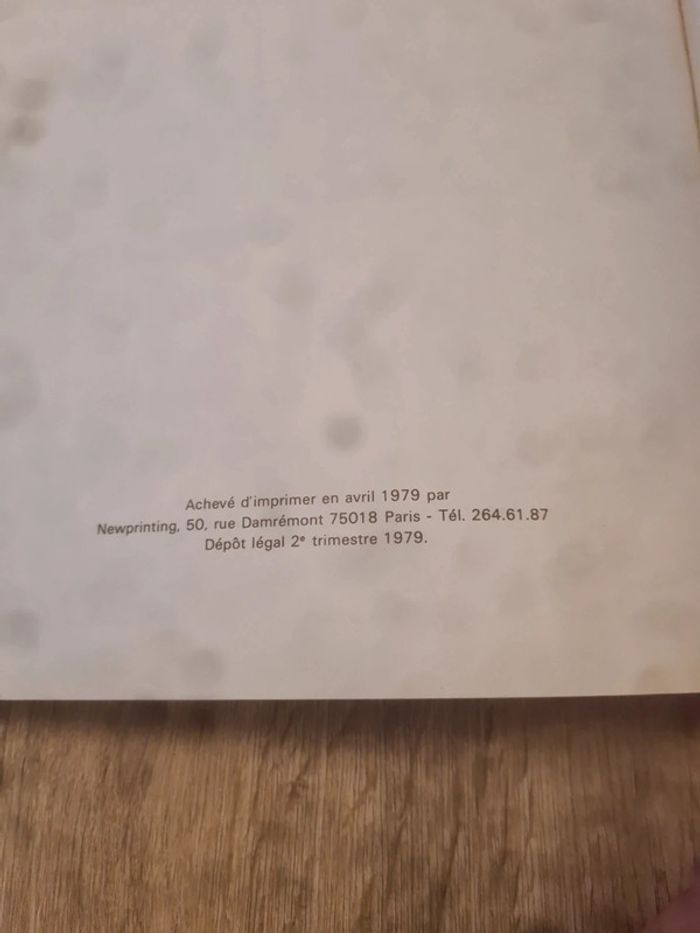 Achevé d'imprimer en avril 1979 par
Newprinting, 50, rue Damrémont 75018 Paris - Tél. 264.61.87
Dépôt légal 2e trimestre 1979.